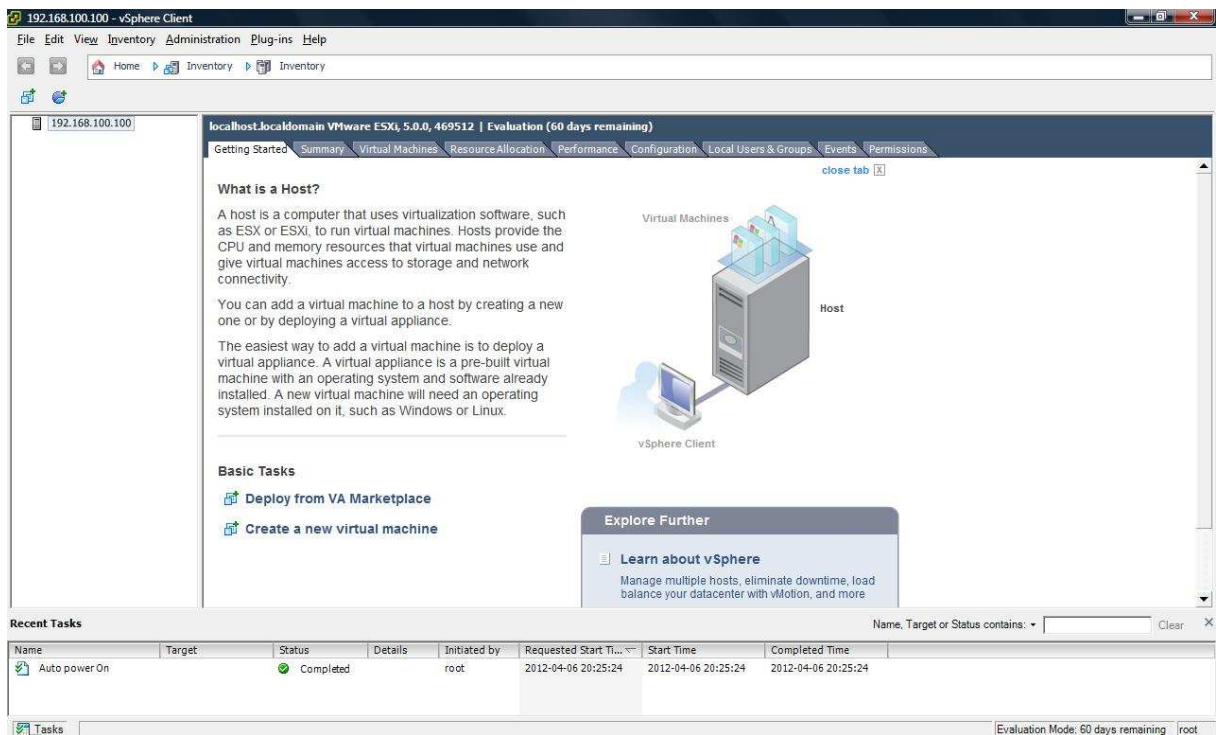 192.168.100.100 - vSphere Client
File Edit View Inventory Administration Plug-ins Help
Home Inventory Inventory
192.168.100.100
localhost.localdomain VMware ESXi, 5.0.0, 469512 | Evaluation (60 days remaining)
Getting Started Summary Virtual Machines Resource Allocation Performance Configuration Local Users & Groups Events Permissions
close tab X
What is a Host?
A host is a computer that uses virtualization software, such
as ESX or ESXi, to run virtual machines. Hosts provide the
CPU and memory resources that virtual machines use and
give virtual machines access to storage and network
connectivity.
You can add a virtual machine to a host by creating a new
one or by deploying a virtual appliance.
The easiest way to add a virtual machine is to deploy a
virtual appliance. A virtual appliance is a pre-built virtual
machine with an operating system and software already
installed. A new virtual machine will need an operating
system installed on it, such as Windows or Linux.
Virtual Machines
Host
vSphere Client
Basic Tasks
Deploy from VA Marketplace
Create a new virtual machine
Explore Further
Learn about vSphere
Manage multiple hosts, eliminate downtime, load
balance your datacenter with vMotion, and more
Recent Tasks
Name, Target or Status contains: Clear
Name Target Status Details Initiated by Requested Start Ti... Start Time Completed Time
Auto power On Completed root 2012-04-06 20:25:24 2012-04-06 20:25:24 2012-04-06 20:25:24
Tasks Evaluation Mode: 60 days remaining root